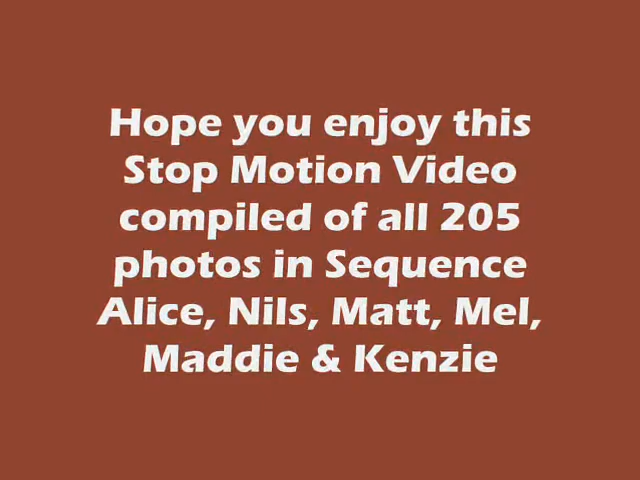 Hope you enjoy this
Stop Motion Video
compiled of all 205
photos in Sequence
Alice, Nils, Matt, Mel,
Maddie & Kenzie